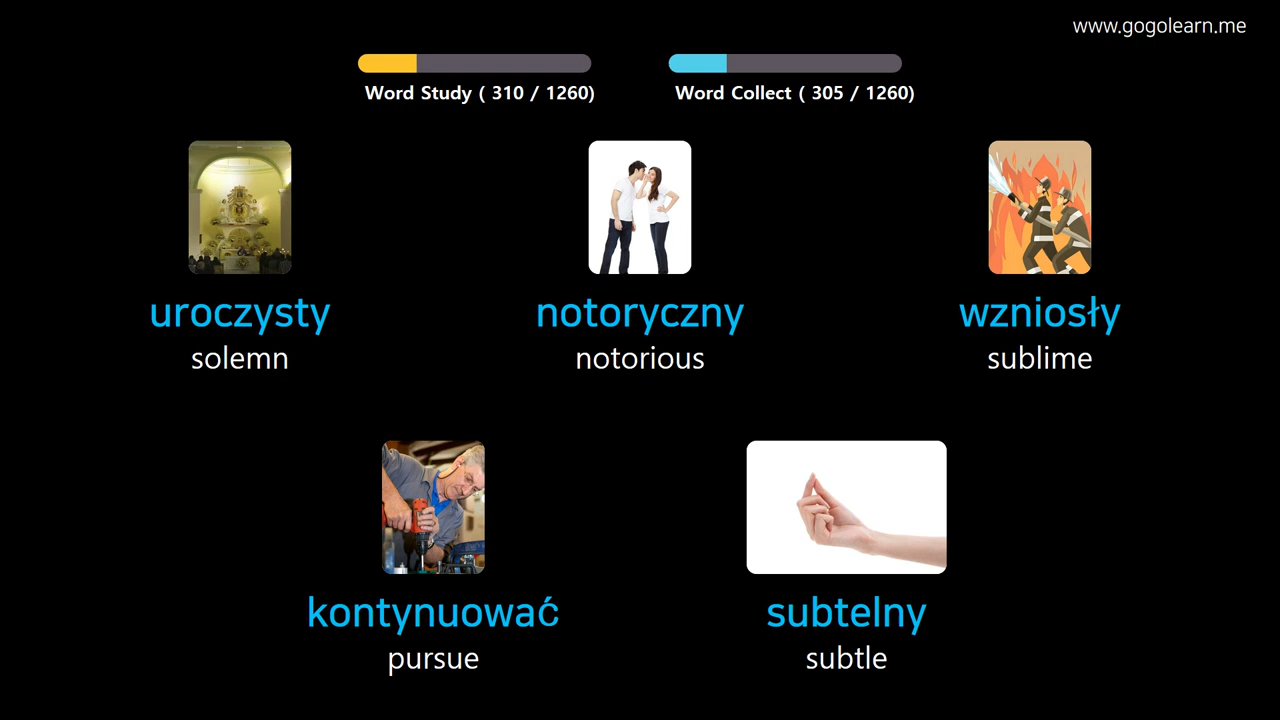 www.gogolearn.me
Word Study ( 310 / 1260)
Word Collect ( 305 / 1260)
uroczysty
solemn
notoryczny
notorious
wzniosły
sublime
kontynuować
pursue
subtelny
subtle